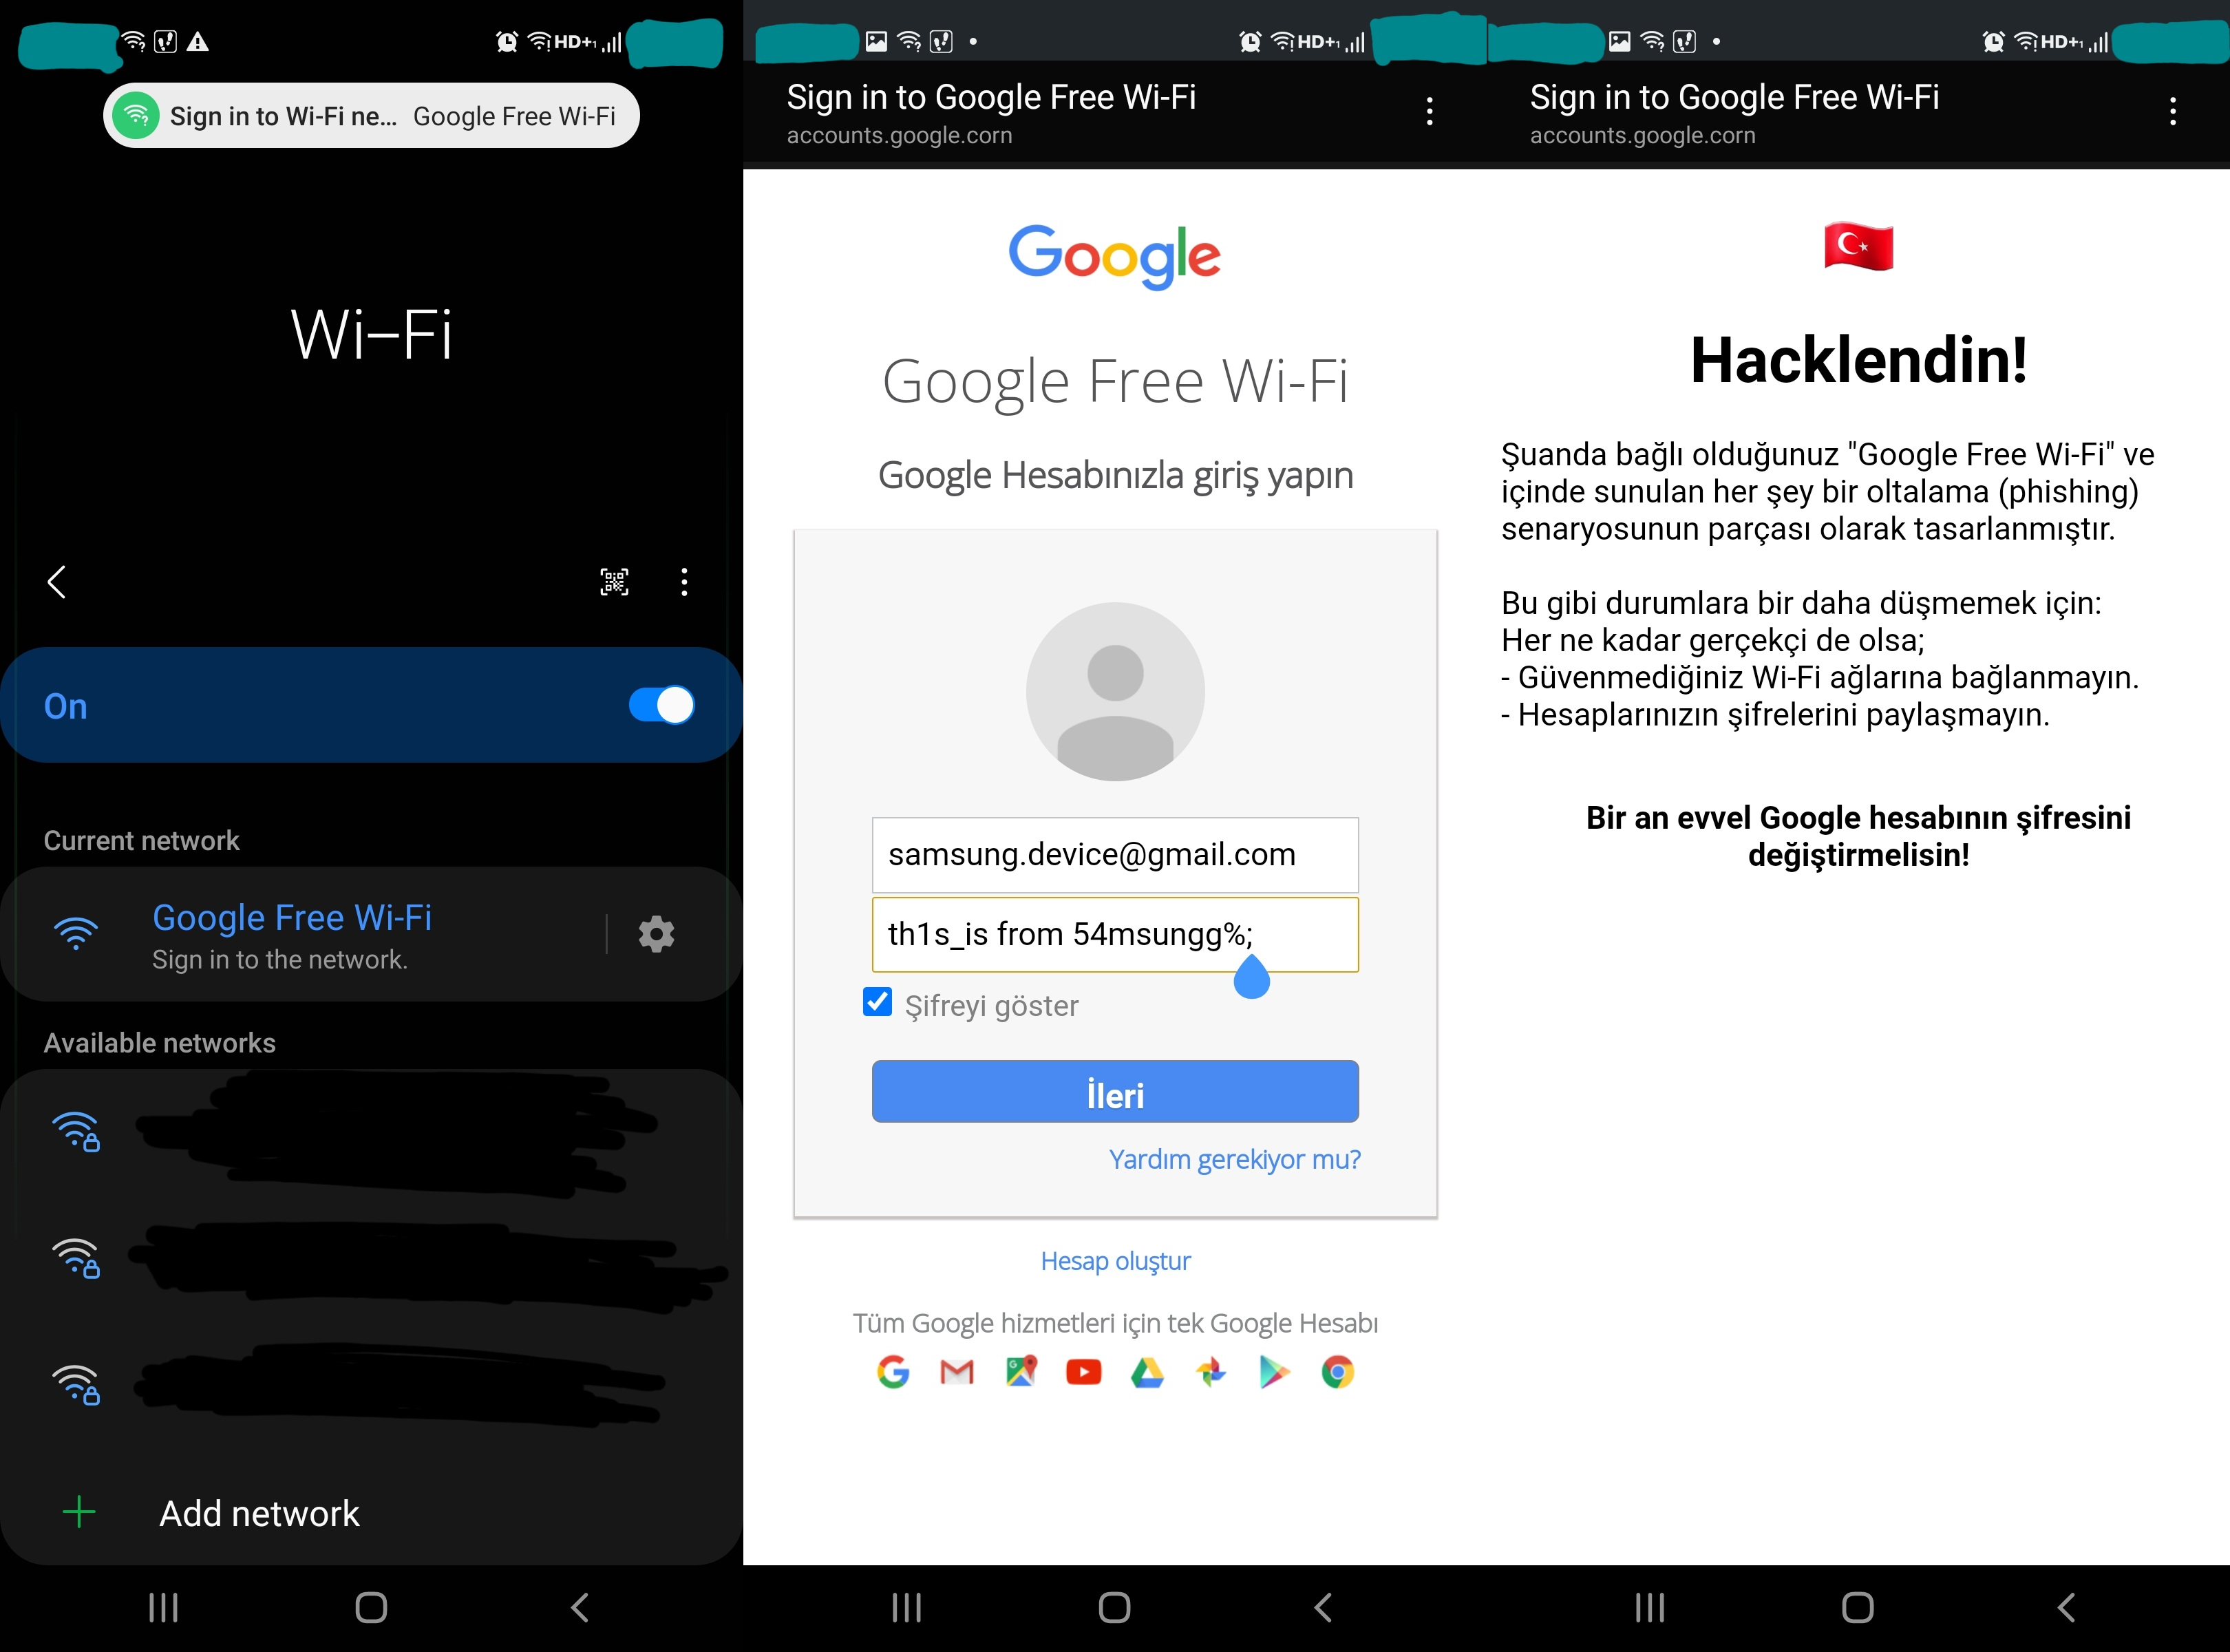 HD+1
Sign in to Wi-Fi ne... Google Free Wi-Fi
Wi-Fi
On
Current network
Google Free Wi-Fi
Sign in to the network.
Available networks
Add network
HD+1
Sign in to Google Free Wi-Fi
accounts.google.corn
Google
Google Free Wi-Fi
Google Hesabınızla giriş yapın
samsung.device@gmail.com
th1s_is from 54msungg%;
Şifreyi göster
İleri
Yardım gerekiyor mu?
Hesap oluştur
Tüm Google hizmetleri için tek Google Hesabı
HD+1
Sign in to Google Free Wi-Fi
accounts.google.corn
Hacklendin!
Şuanda bağlı olduğunuz "Google Free Wi-Fi" ve
içinde sunulan her şey bir oltalama (phishing)
senaryosunun parçası olarak tasarlanmıştır.
Bu gibi durumlara bir daha düşmemek için:
Her ne kadar gerçekçi de olsa;
- Güvenmediğiniz Wi-Fi ağlarına bağlanmayın.
- Hesaplarınızın şifrelerini paylaşmayın.
Bir an evvel Google hesabının şifresini
değiştirmelisin!